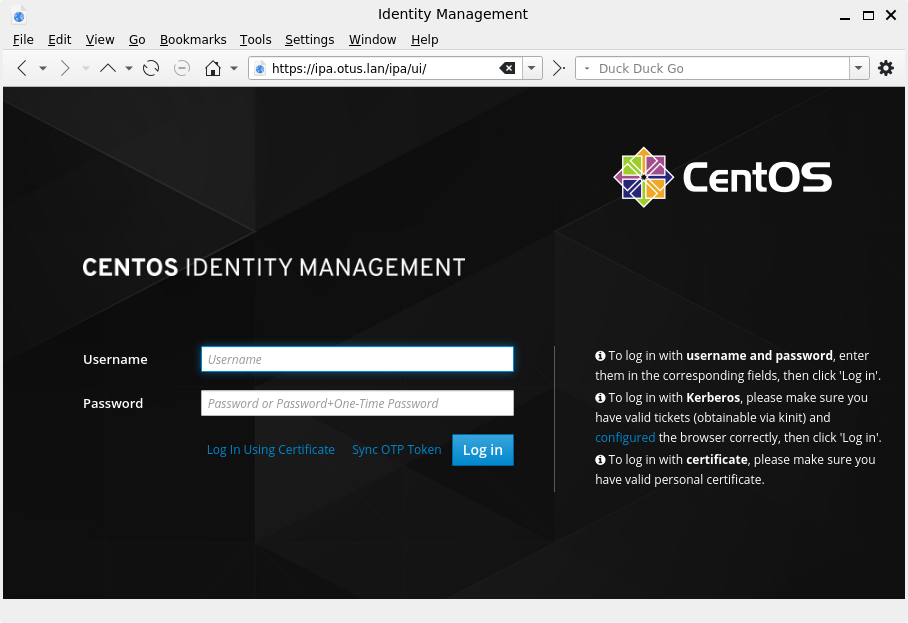 Identity Management
File Edit View Go Bookmarks Tools Settings Window Help
https://ipa.otus.lan/ipa/ui/ Duck Duck Go
CentOS
CENTOS IDENTITY MANAGEMENT
Username Username
Password Password or Password+One-Time Password
Log In Using Certificate Sync OTP Token Log in
To log in with username and password, enter
them in the corresponding fields, then click 'Log in'.
To log in with Kerberos, please make sure you
have valid tickets (obtainable via kinit) and
configured the browser correctly, then click 'Log in'.
To log in with certificate, please make sure you
have valid personal certificate.